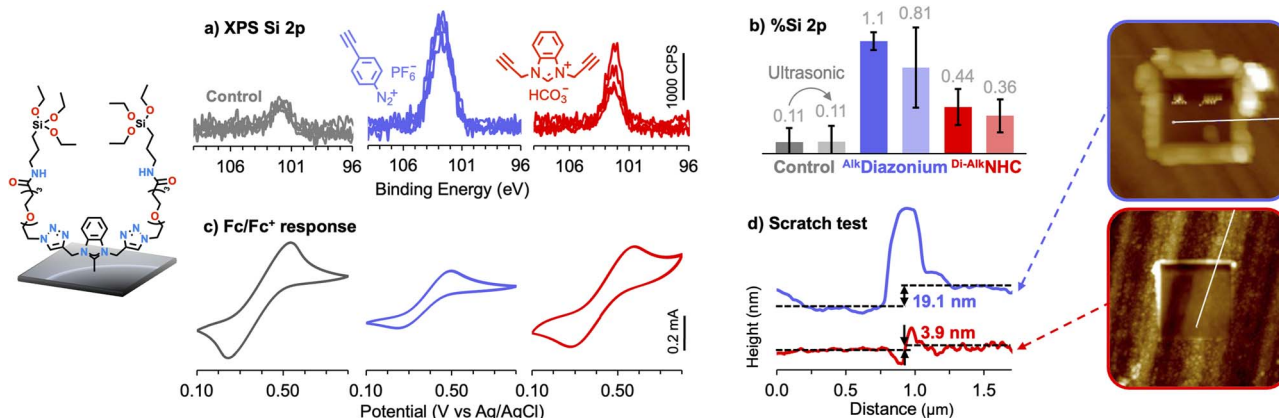 a) XPS Si 2p
Control
PF6−
N2+
HCO3−
1000 CPS
106 101 96
106 101 96
106 101 96
Binding Energy (eV)
b) %Si 2p
Ultrasonic
0.11 0.11 1.1 0.81 0.44 0.36
Control AlkDiazonium Di-AlkNHC
O O
O Si O
O Si O
NH HN
O O
3 3
O O
N N N N N N
N N
c) Fc/Fc+ response
0.2 mA
0.10 0.50 0.10 0.50 0.10 0.50
Potential (V vs Ag/AgCl)
d) Scratch test
Height (nm)
19.1 nm
3.9 nm
0.0 0.5 1.0 1.5
Distance (μm)